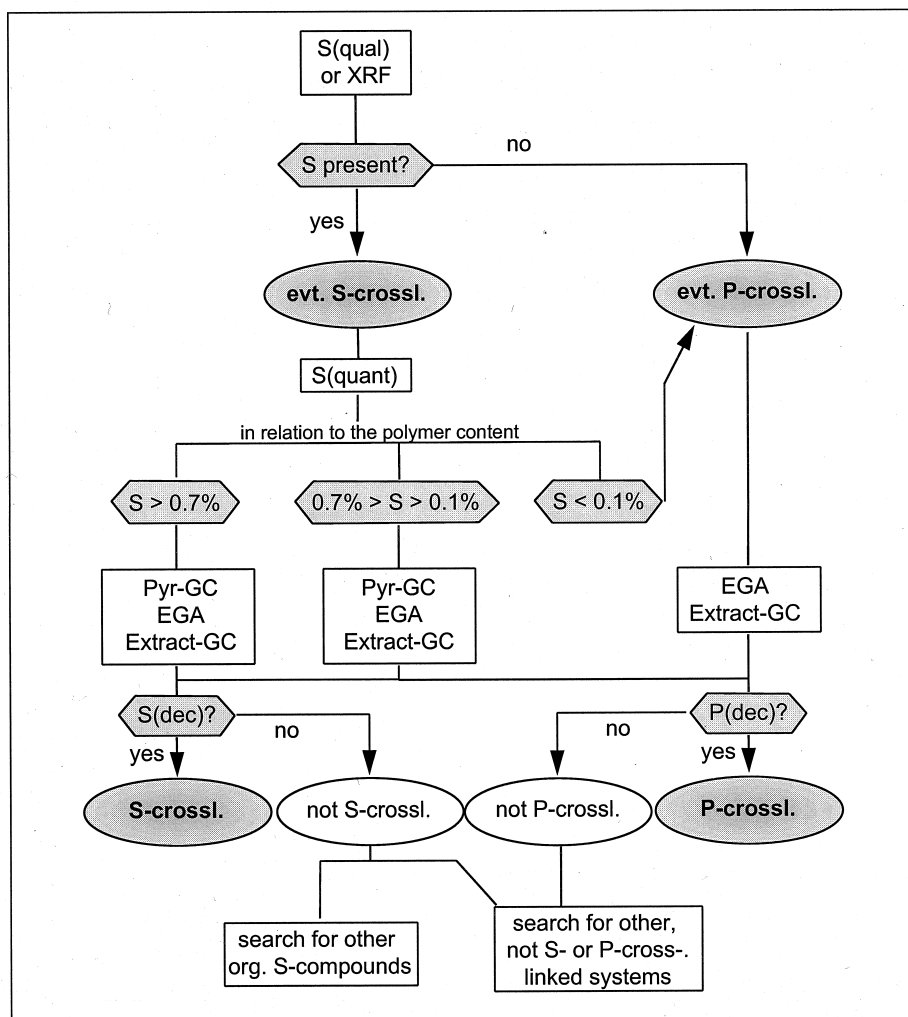 S(qual)
or XRF
S present?
no
yes
evt. S-crossl.
evt. P-crossl.
S(quant)
in relation to the polymer content
S > 0.7%
0.7% > S > 0.1%
S < 0.1%
Pyr-GC
EGA
Extract-GC
Pyr-GC
EGA
Extract-GC
EGA
Extract-GC
S(dec)?
no
yes
P(dec)?
no
yes
S-crossl.
not S-crossl.
not P-crossl.
P-crossl.
search for other
org. S-compounds
search for other,
not S- or P-cross-.
linked systems